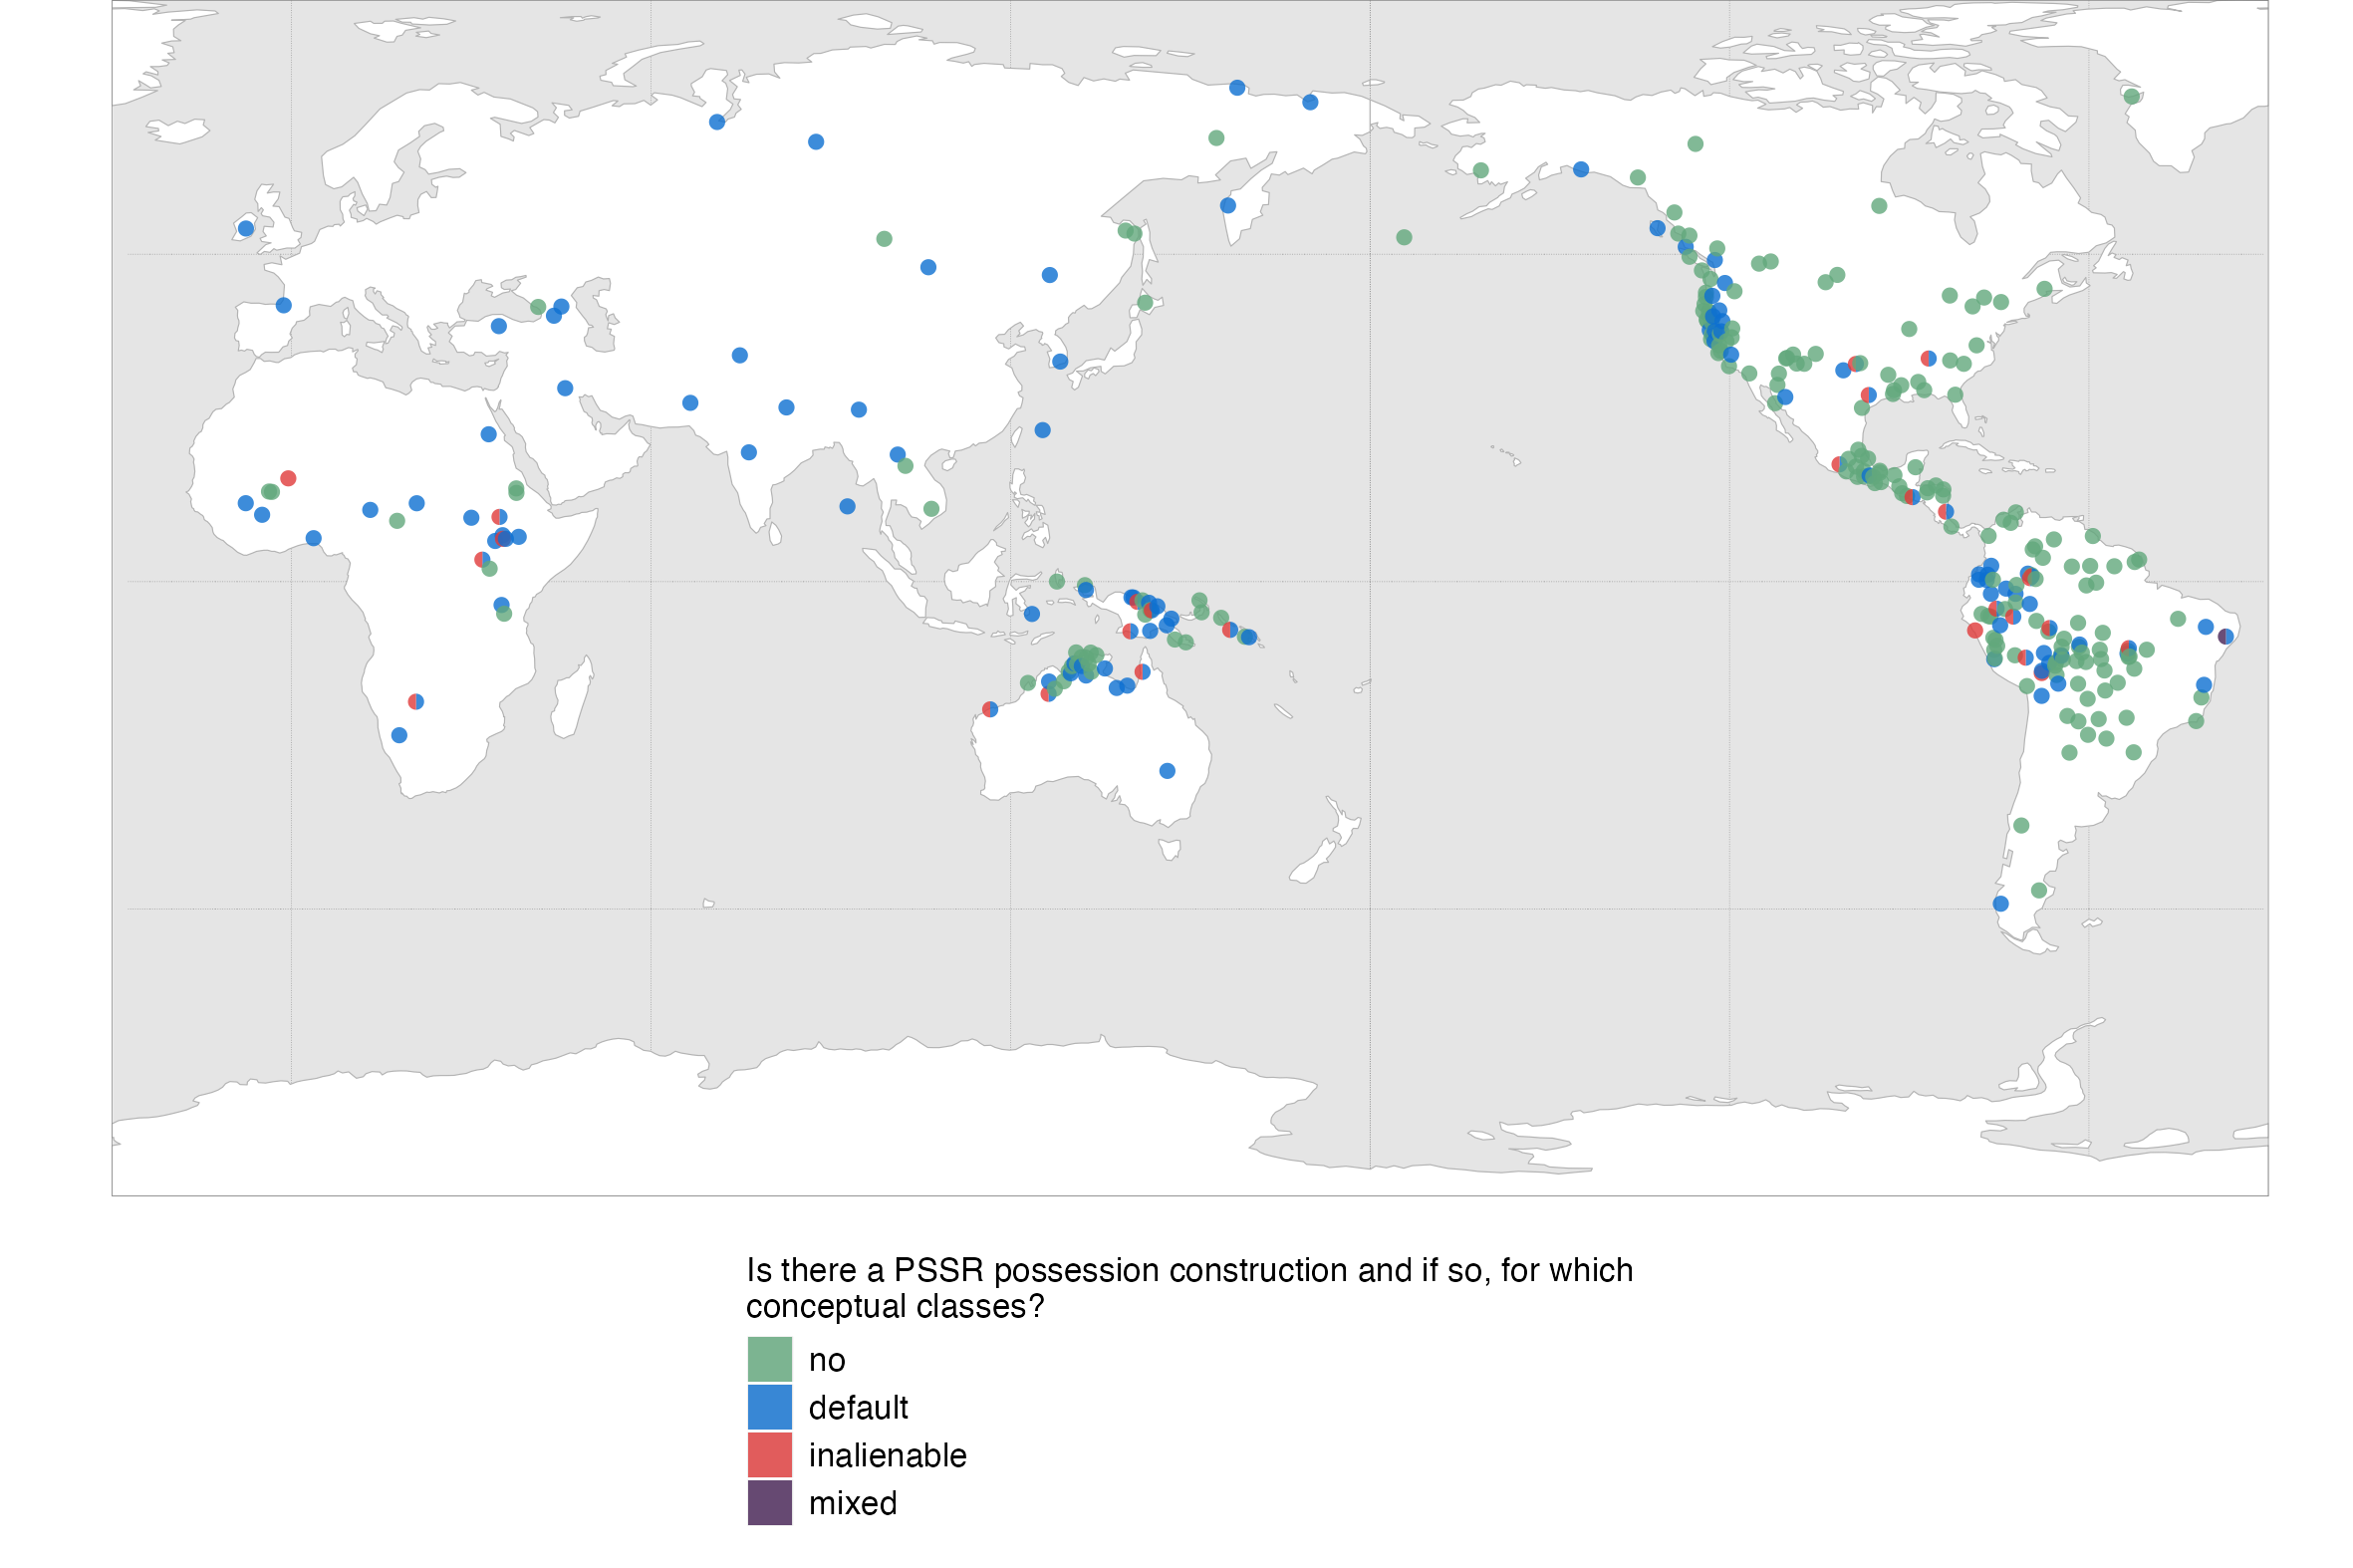 Is there a PSSR possession construction and if so, for which
conceptual classes?
no
default
inalienable
mixed